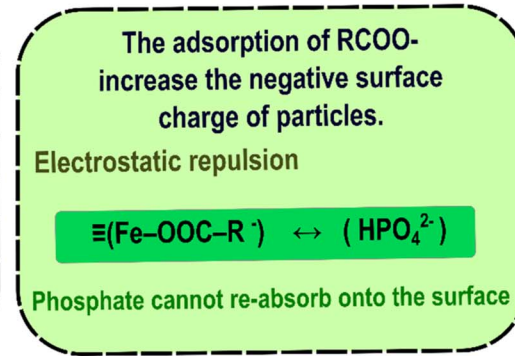 The adsorption of RCOO-
increase the negative surface
charge of particles.
Electrostatic repulsion
≡(Fe–OOC–R⁻) ↔ (HPO₄²⁻)
Phosphate cannot re-absorb onto the surface